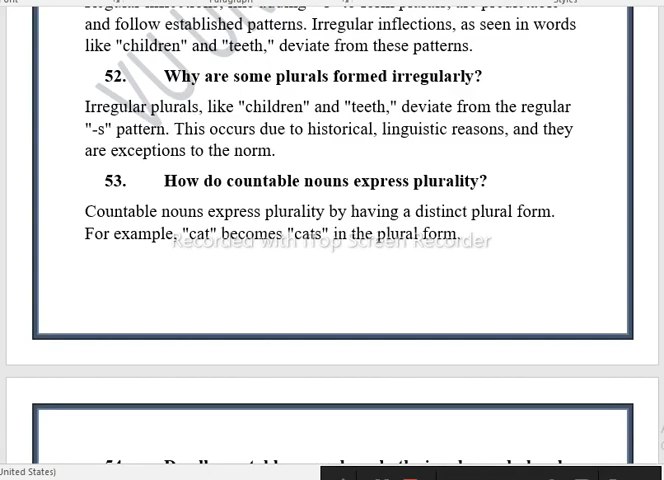 Paragraph
Styles
and follow established patterns. Irregular inflections, as seen in words
like "children" and "teeth," deviate from these patterns.
52. Why are some plurals formed irregularly?
Irregular plurals, like "children" and "teeth," deviate from the regular
"-s" pattern. This occurs due to historical, linguistic reasons, and they
are exceptions to the norm.
53. How do countable nouns express plurality?
Countable nouns express plurality by having a distinct plural form.
For example, "cat" becomes "cats" in the plural form.
Recorded with iTop Screen Recorder
United States)